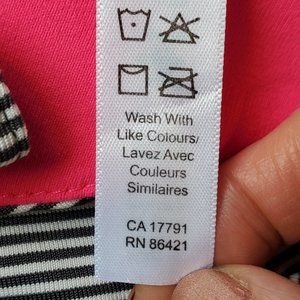 Wash With
Like Colours/
Lavez Avec
Couleurs
Similaires
CA 17791
RN 86421